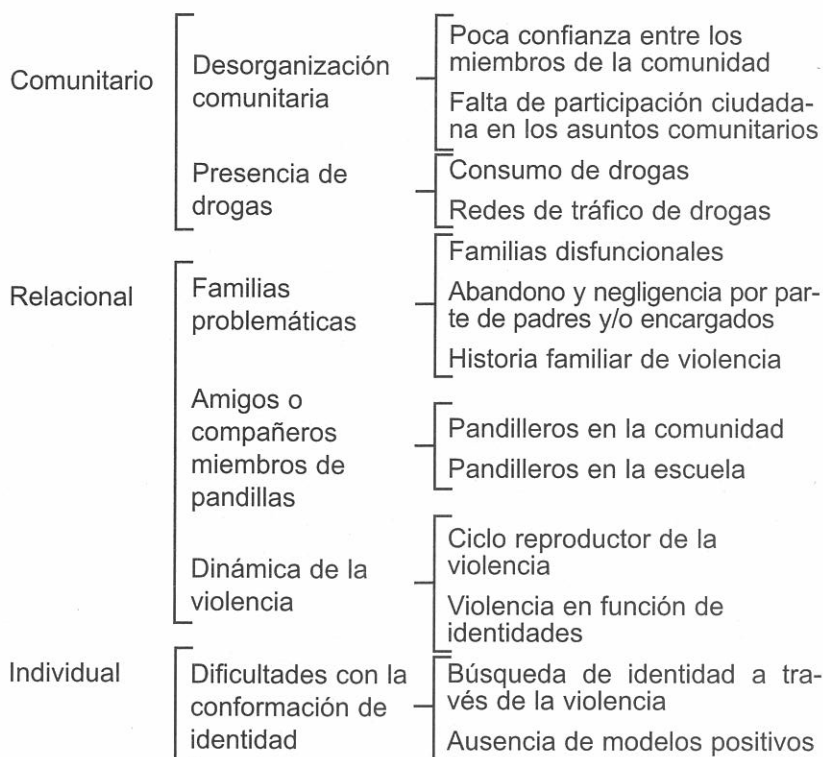 Comunitario
Desorganización
comunitaria
Poca confianza entre los
miembros de la comunidad
Falta de participación ciudada-
na en los asuntos comunitarios
Presencia de
drogas
Consumo de drogas
Redes de tráfico de drogas
Relacional
Familias
problemáticas
Familias disfuncionales
Abandono y negligencia por par-
te de padres y/o encargados
Historia familiar de violencia
Amigos o
compañeros
miembros de
pandillas
Pandilleros en la comunidad
Pandilleros en la escuela
Dinámica de la
violencia
Ciclo reproductor de la
violencia
Violencia en función de
identidades
Individual
Dificultades con la
conformación de
identidad
Búsqueda de identidad a tra-
vés de la violencia
Ausencia de modelos positivos